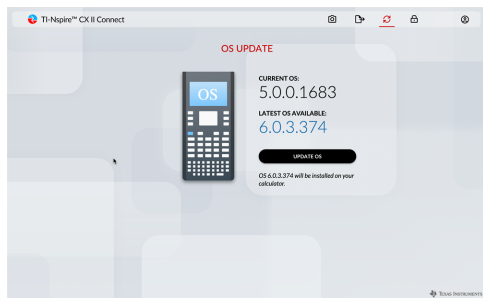 TI-Nspire™ CX II Connect
OS UPDATE
OS
CURRENT OS:
5.0.0.1683
LATEST OS AVAILABLE:
6.0.3.374
UPDATE OS
OS 6.0.3.374 will be installed on your
calculator.
TEXAS INSTRUMENTS